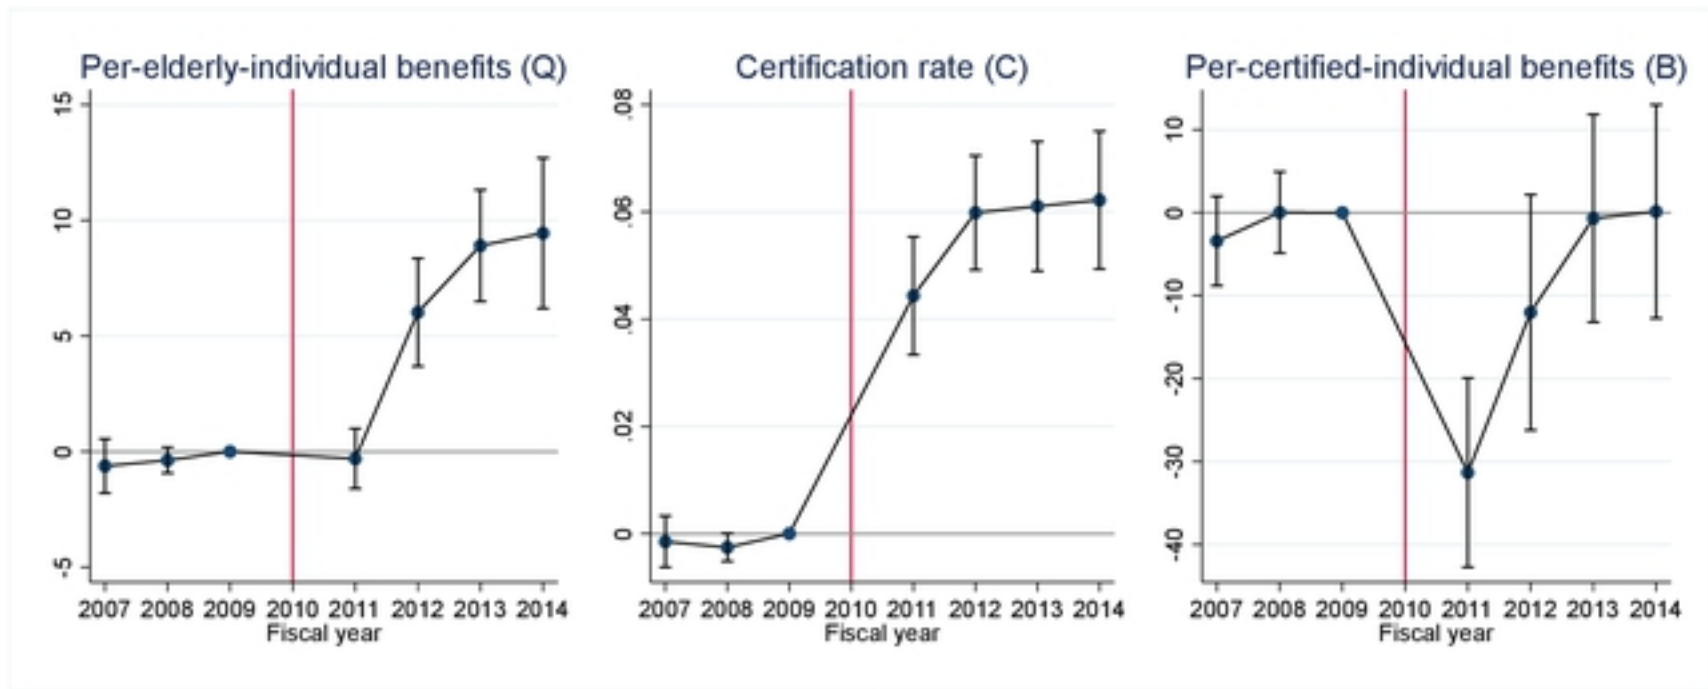 Per-elderly-individual benefits (Q)
15
10
5
0
-5
2007 2008 2009 2010 2011 2012 2013 2014
Fiscal year
Certification rate (C)
.08
.06
.04
.02
0
2007 2008 2009 2010 2011 2012 2013 2014
Fiscal year
Per-certified-individual benefits (B)
10
0
-10
-20
-30
-40
2007 2008 2009 2010 2011 2012 2013 2014
Fiscal year